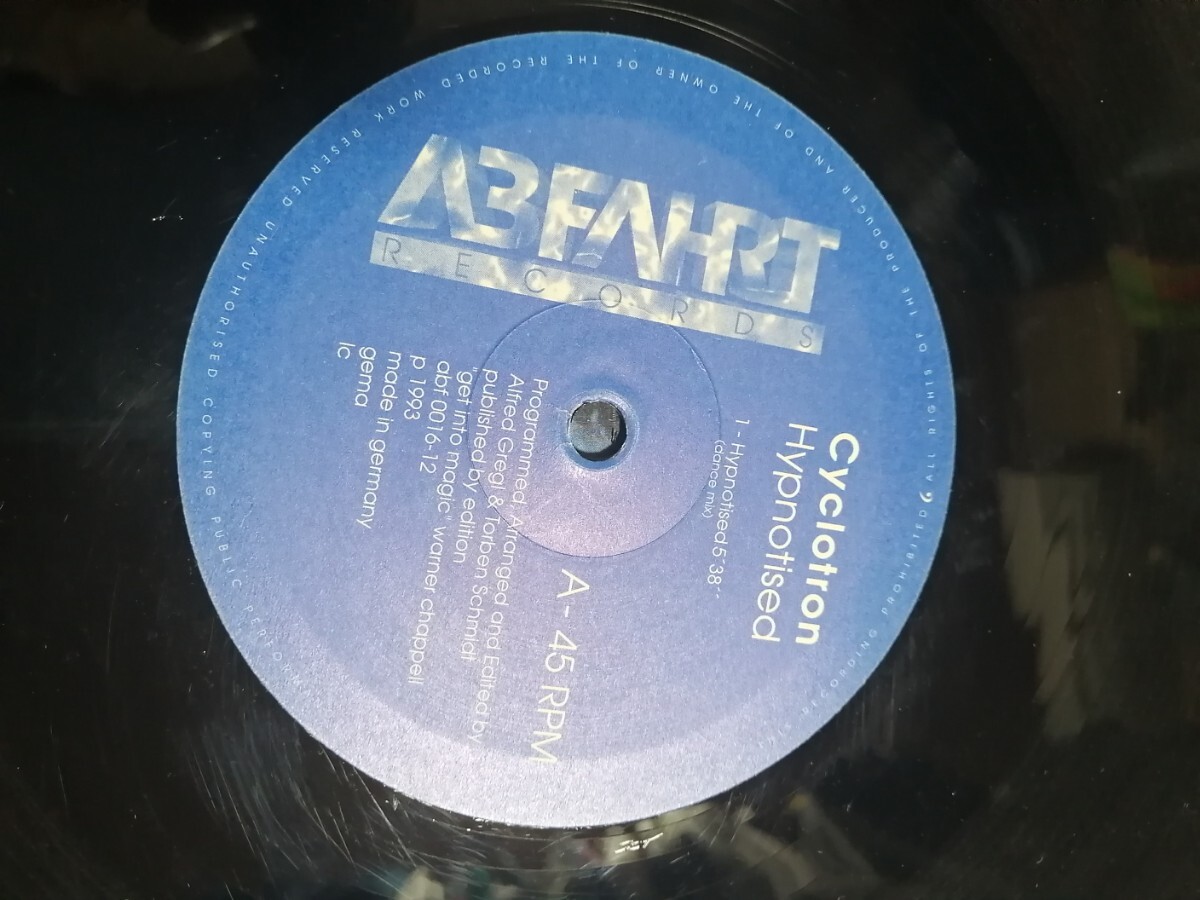 ABFAHRT
RECORDS
Cyclotron
Hypnotised
1 - Hypnotised 5"38'
(dance mix)
A - 45 RPM
Programmed, Arranged and Edited by
Alfred Gregl & Torben Schmidt
published by edition
"get into magic" warner chappell
abf 0016-12
p 1993
made in germany
gema
lc
ALL RIGHTS OF THE PRODUCER AND OF THE OWNER OF THE RECORDED WORK RESERVED UNAUTHORISED COPYING PUBLIC RECORDING PROHIBITED